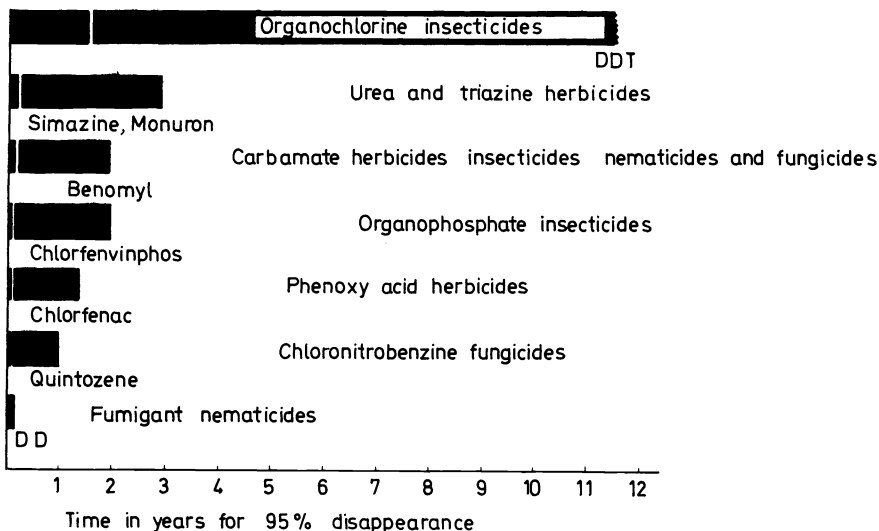 Organochlorine insecticides
DDT
Urea and triazine herbicides
Simazine, Monuron
Carbamate herbicides insecticides nematicides and fungicides
Benomyl
Organophosphate insecticides
Chlorfenvinphos
Phenoxy acid herbicides
Chlorfenac
Chloronitrobenzine fungicides
Quintozene
Fumigant nematicides
DD
1 2 3 4 5 6 7 8 9 10 11 12
Time in years for 95% disappearance